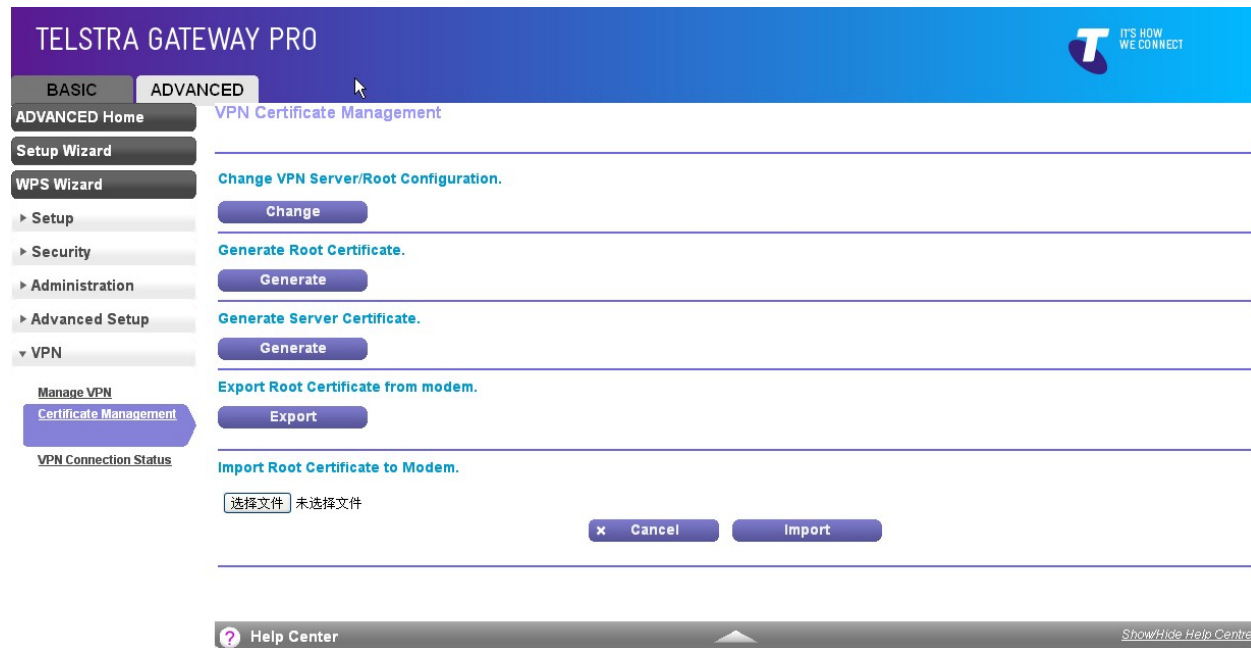 TELSTRA GATEWAY PRO
IT'S HOW
WE CONNECT
BASIC
ADVANCED
ADVANCED Home
Setup Wizard
WPS Wizard
Setup
Security
Administration
Advanced Setup
VPN
Manage VPN
Certificate Management
VPN Connection Status
VPN Certificate Management
Change VPN Server/Root Configuration.
Change
Generate Root Certificate.
Generate
Generate Server Certificate.
Generate
Export Root Certificate from modem.
Export
Import Root Certificate to Modem.
选择文件 未选择文件
Cancel
Import
? Help Center
Show/Hide Help Centre